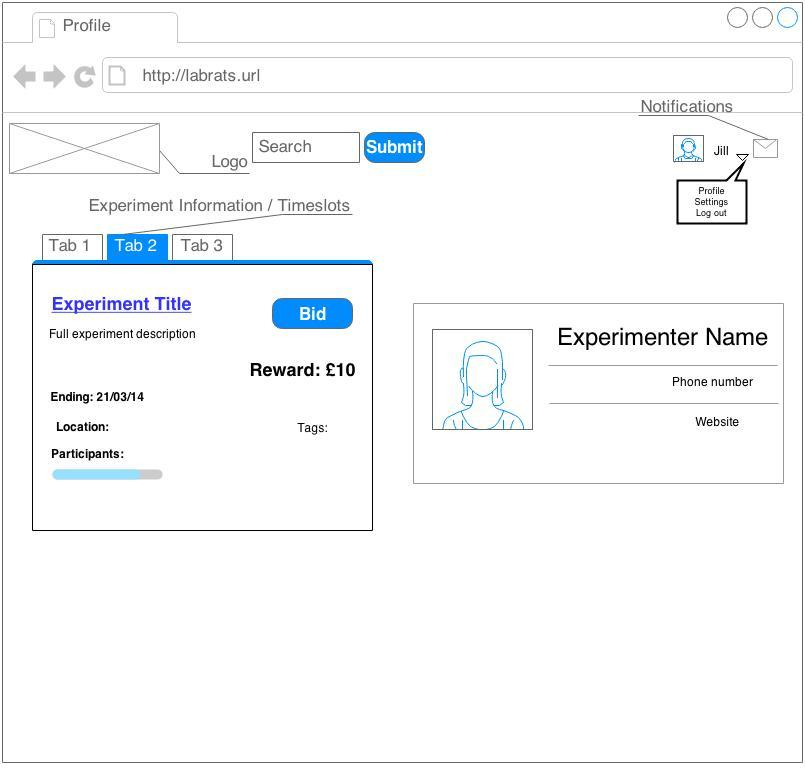 Profile
http://labrats.url
Notifications
Logo
Search
Submit
Jill
Profile
Settings
Log out
Experiment Information / Timeslots
Tab 1
Tab 2
Tab 3
Experiment Title
Bid
Full experiment description
Reward: £10
Ending: 21/03/14
Location:
Tags:
Participants:
Experimenter Name
Phone number
Website